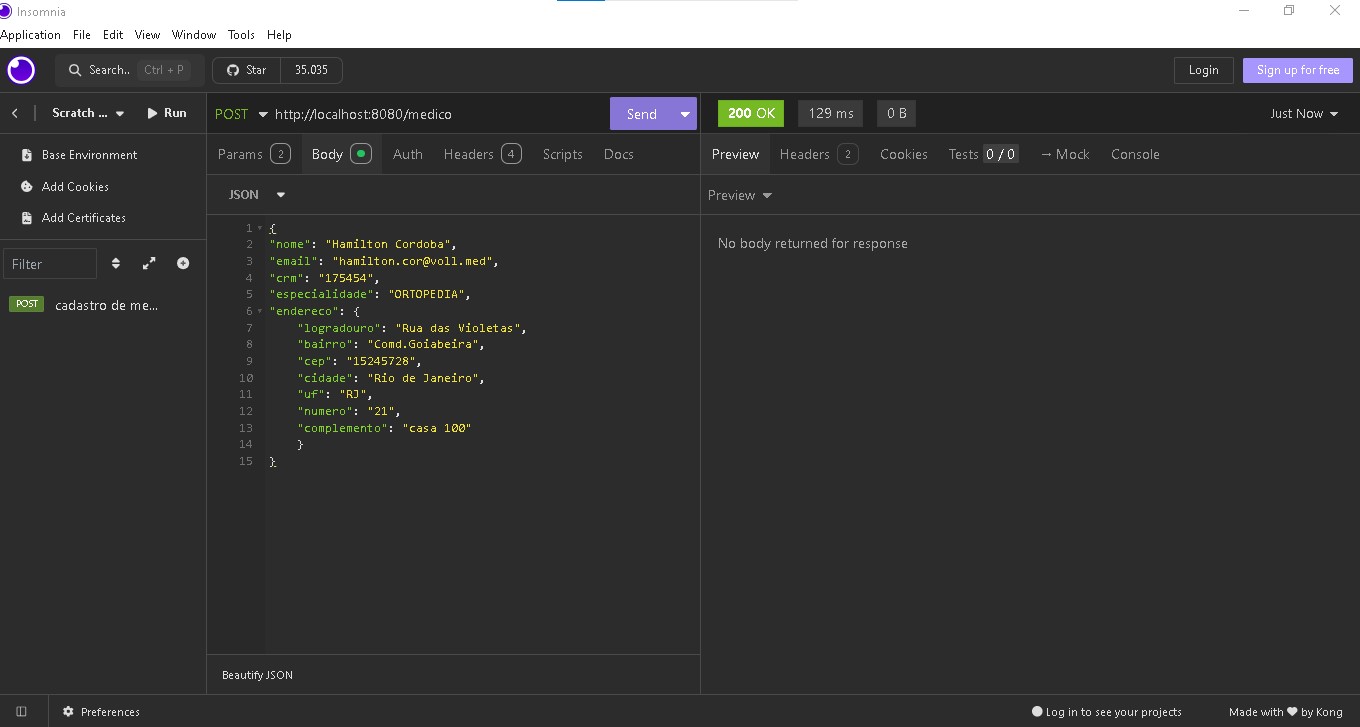 Insomnia
Application File Edit View Window Tools Help
Search.. Ctrl + P Star 35.035 Login Sign up for free
Scratch ... Run POST http://localhost:8080/medico Send 200 OK 129 ms 0 B Just Now
Base Environment
Add Cookies
Add Certificates
Filter
POST cadastro de me...
Params 2 Body Auth Headers 4 Scripts Docs
JSON
1 {
2 "nome": "Hamilton Cordoba",
3 "email": "hamilton.cor@voll.med",
4 "crm": "175454",
5 "especialidade": "ORTOPEDIA",
6 "endereco": {
7 "logradouro": "Rua das Violetas",
8 "bairro": "Comd.Goiabeira",
9 "cep": "15245728",
10 "cidade": "Rio de Janeiro",
11 "uf": "RJ",
12 "numero": "21",
13 "complemento": "casa 100"
14 }
15 }
Beautify JSON
Preview Headers 2 Cookies Tests 0 / 0 → Mock Console
Preview
No body returned for response
Preferences Log in to see your projects Made with ❤ by Kong